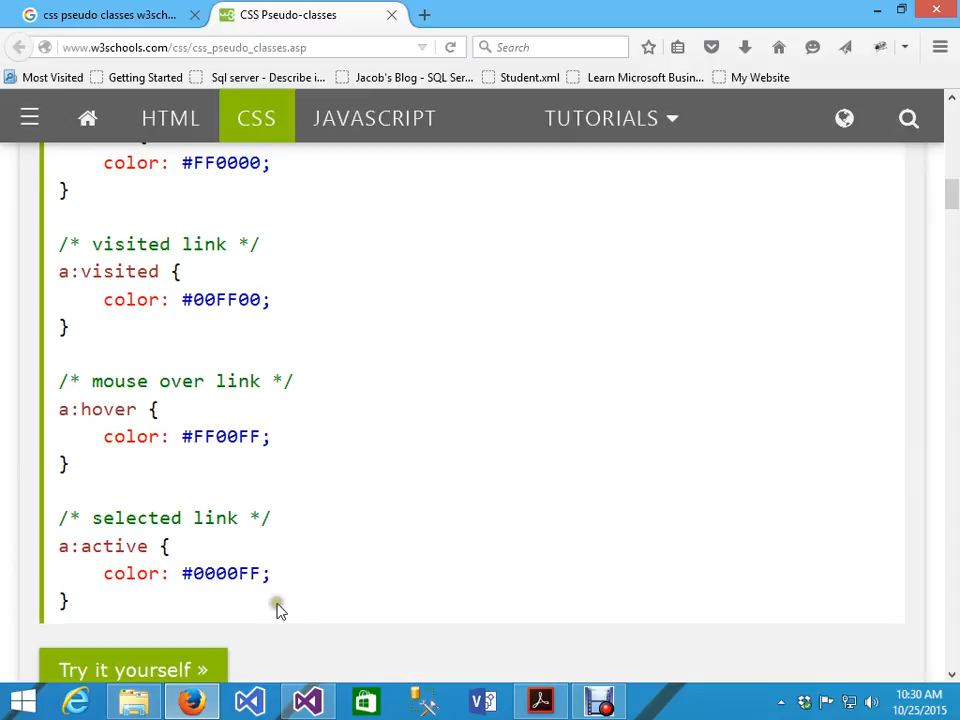 css pseudo classes w3sch...
CSS Pseudo-classes
www.w3schools.com/css/css_pseudo_classes.asp
Search
Most Visited
Getting Started
Sql server - Describe i...
Jacob's Blog - SQL Ser...
Student.xml
Learn Microsoft Busin...
My Website
HTML
CSS
JAVASCRIPT
TUTORIALS
color: #FF0000;
}
/* visited link */
a:visited {
color: #00FF00;
}
/* mouse over link */
a:hover {
color: #FF00FF;
}
/* selected link */
a:active {
color: #0000FF;
}
Try it yourself »
10:30 AM
10/25/2015